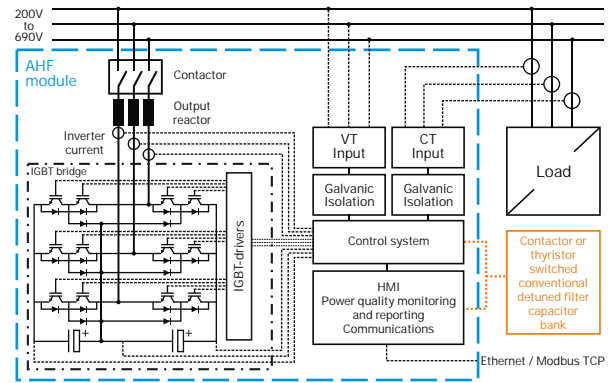 200V
to
690V
AHF
module
Contactor
Output
reactor
Inverter
current
IGBT bridge
IGBT-drivers
+
+
VT
Input
CT
Input
Galvanic
Isolation
Galvanic
Isolation
Control system
HMI
Power quality monitoring
and reporting
Communications
Load
Contactor or
thyristor
switched
conventional
detuned filter
capacitor
bank
Ethernet / Modbus TCP